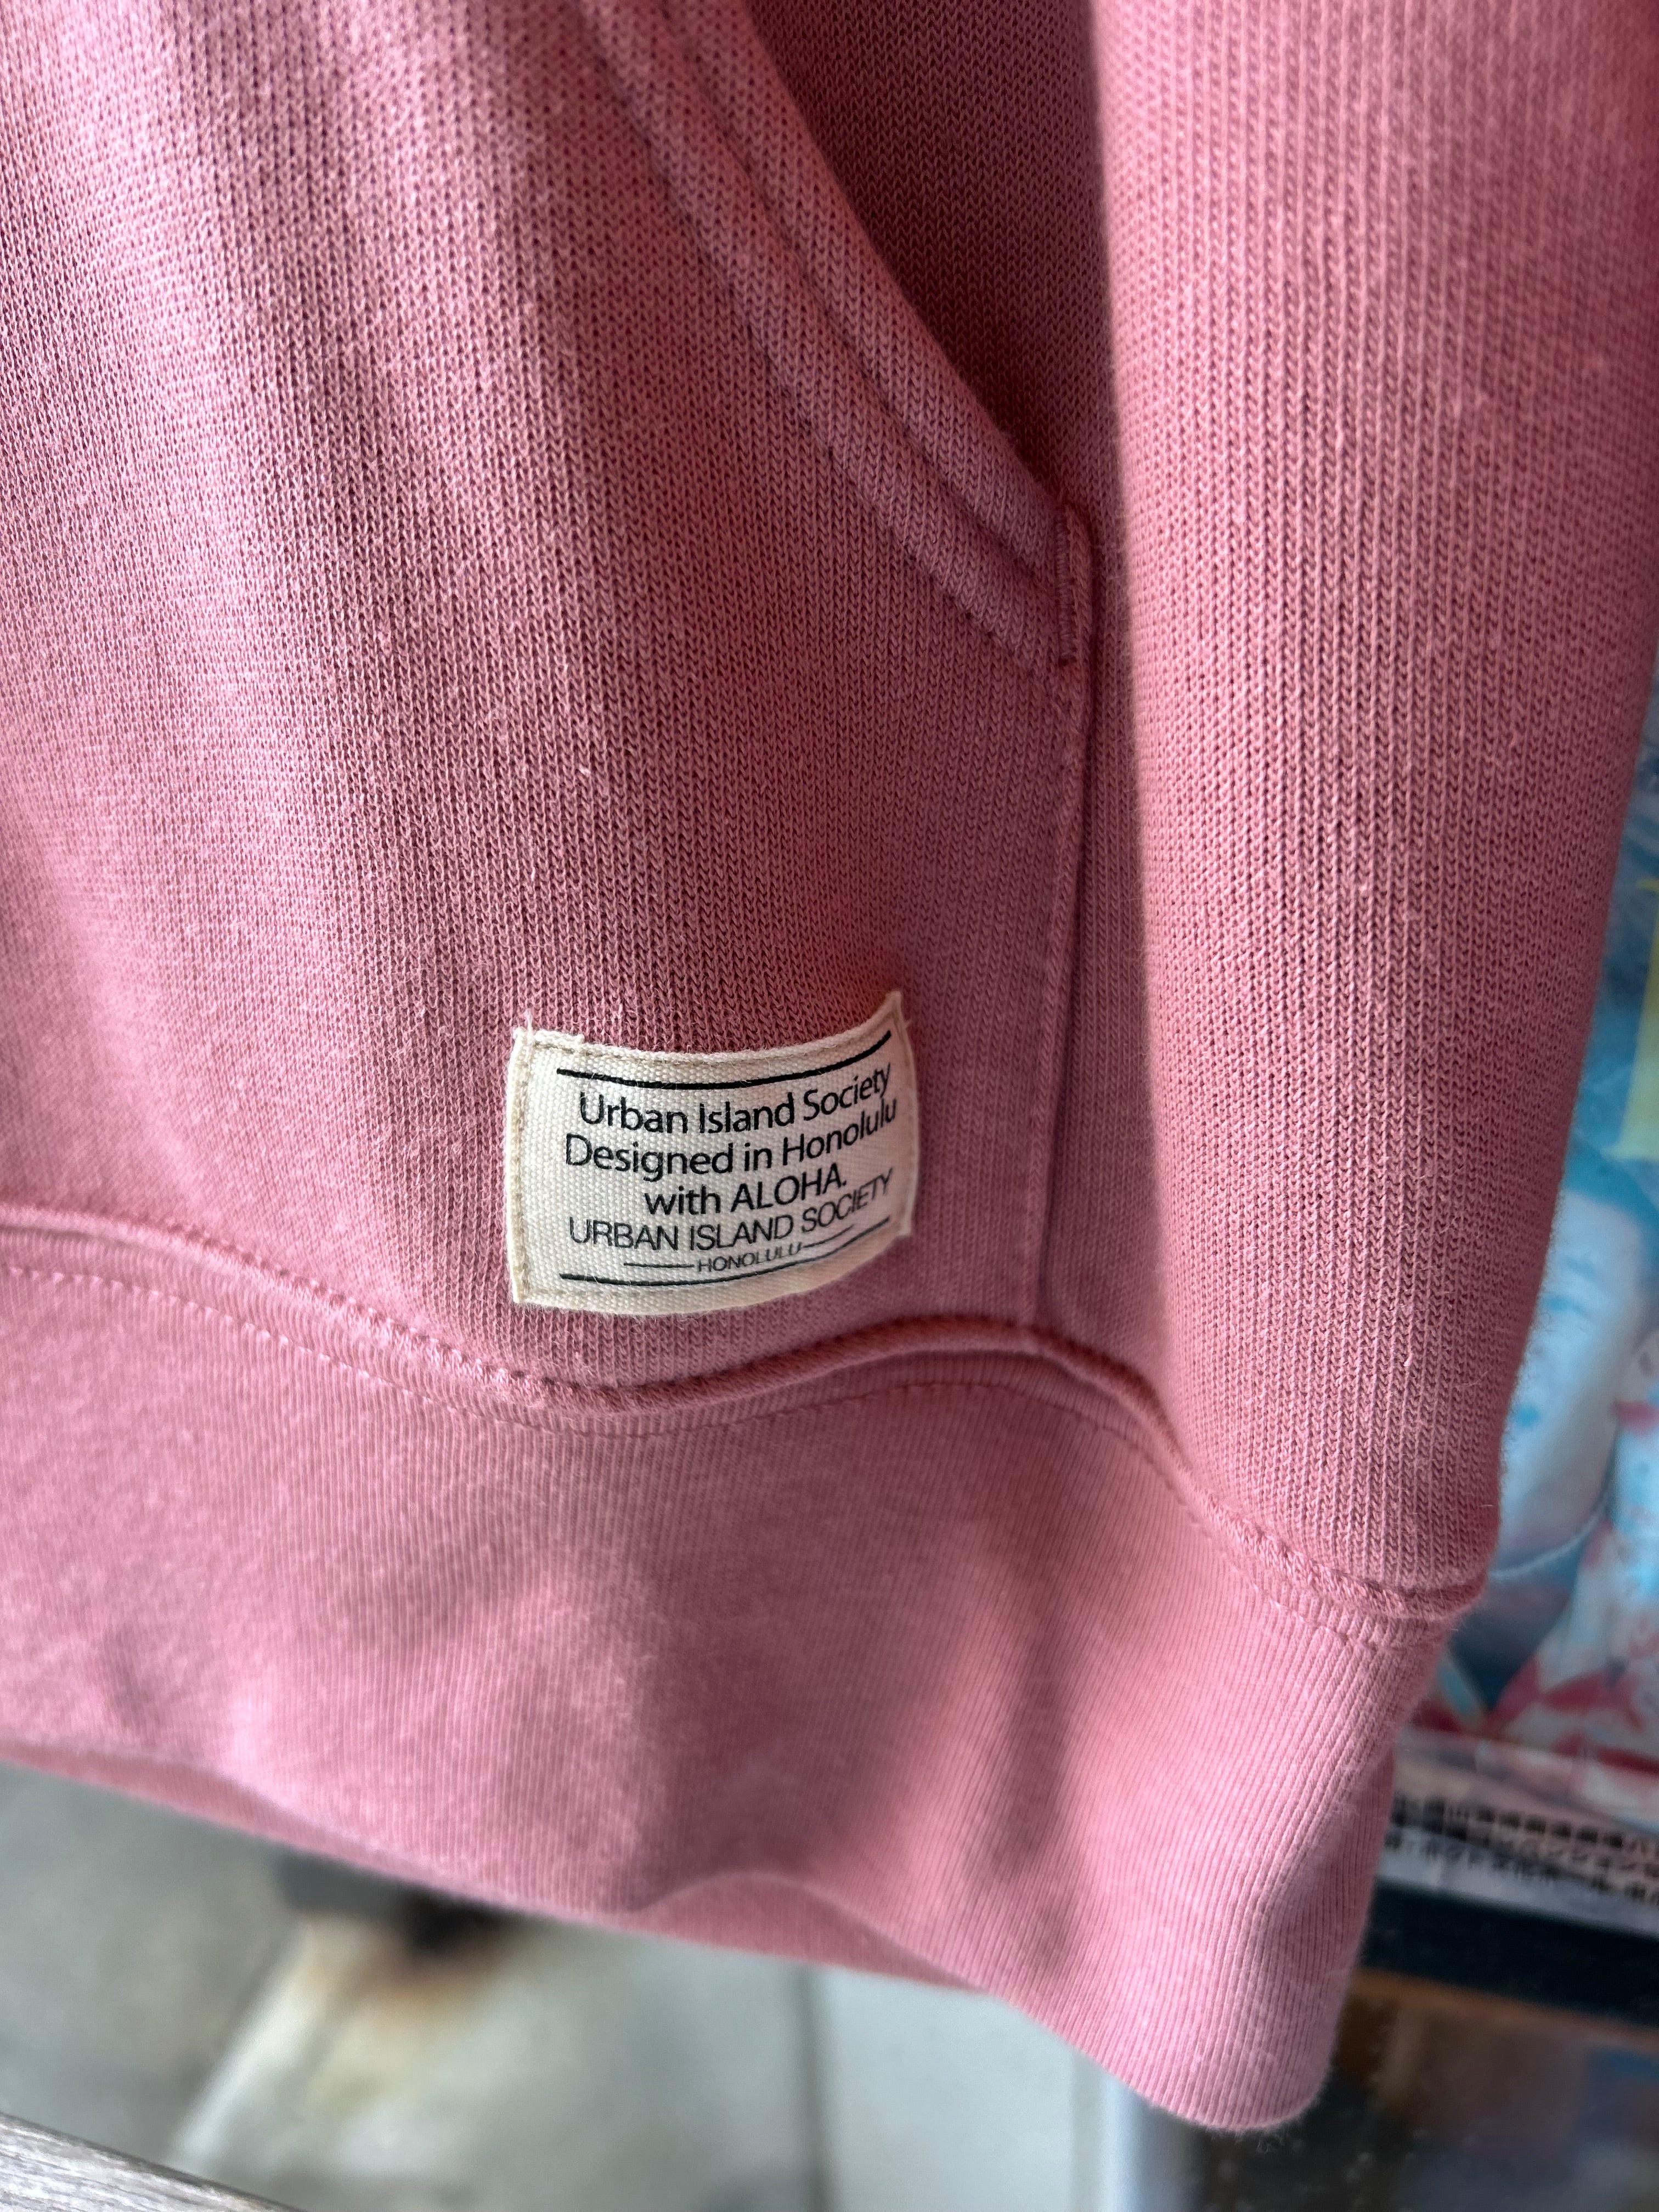 Urban Island Society
Designed in Honolulu
with ALOHA.
URBAN ISLAND SOCIETY
HONOLULU